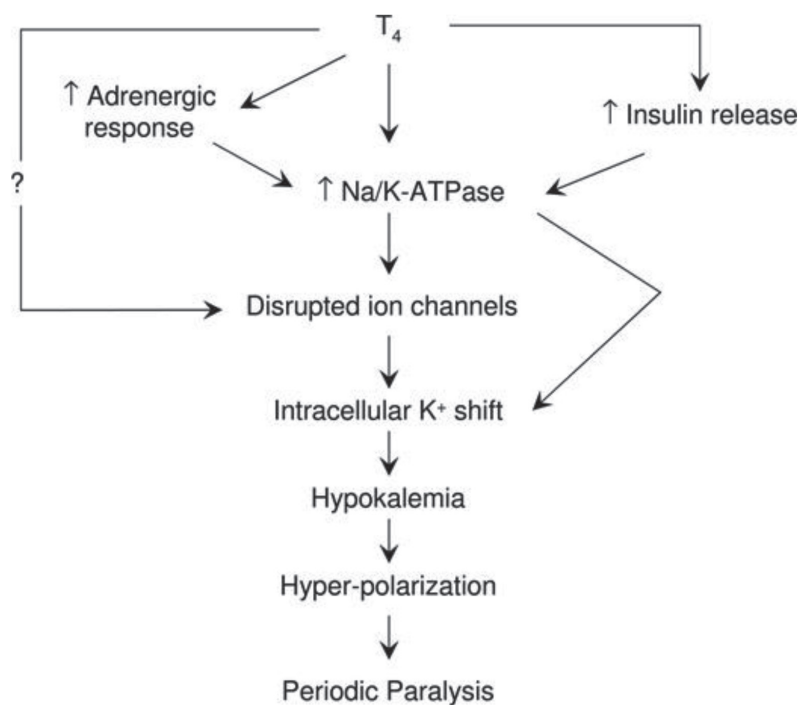 T₄
↑ Adrenergic
response
↑ Insulin release
?
↑ Na/K-ATPase
Disrupted ion channels
Intracellular K⁺ shift
Hypokalemia
Hyper-polarization
Periodic Paralysis